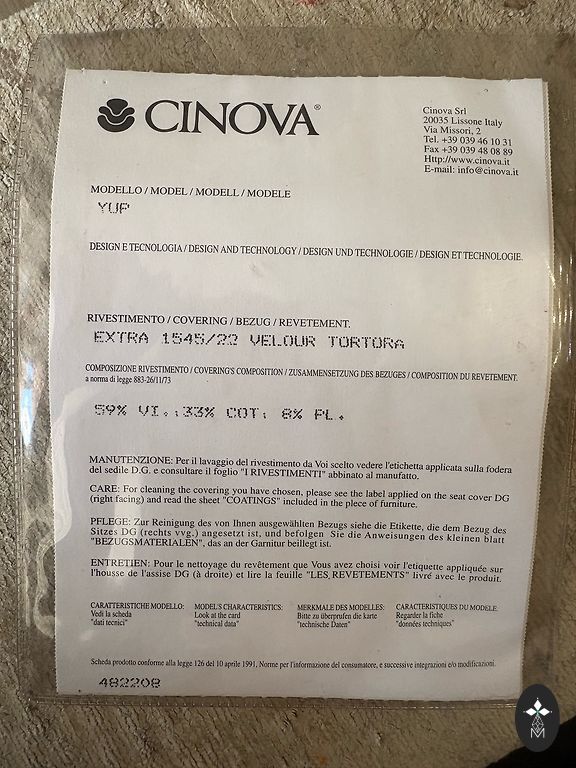 CINOVA®
Cinova Srl
20035 Lissone Italy
Via Missori, 2
Tel. +39 039 46 10 31
Fax +39 039 48 08 89
Http://www.cinova.it
E-mail: info@cinova.it
MODELLO / MODEL / MODELL / MODELE
YUP
DESIGN E TECNOLOGIA / DESIGN AND TECHNOLOGY / DESIGN UND TECHNOLOGIE / DESIGN ET TECHNOLOGIE.
RIVESTIMENTO / COVERING / BEZUG / REVETEMENT.
EXTRA 1545/22 VELOUR TORTORA
COMPOSIZIONE RIVESTIMENTO / COVERING'S COMPOSITION / ZUSAMMENSETZUNG DES BEZUGES / COMPOSITION DU REVETEMENT.
a norma di legge 883-26/11/73
59% VI.,33% COT, 8% PL.
MANUTENZIONE: Per il lavaggio del rivestimento da Voi scelto vedere l'etichetta applicata sulla fodera
del sedile D.G. e consultare il foglio "I RIVESTIMENTI" abbinato al manufatto.
CARE: For cleaning the covering you have chosen, please see the label applied on the seat cover DG
(right facing) and read the sheet "COATINGS" included in the piece of furniture.
PFLEGE: Zur Reinigung des von Ihnen ausgewählten Bezugs siehe die Etikette, die dem Bezug des
Sitzes DG (rechts vvg.) angesetzt ist, und befolgen Sie die Anweisungen des kleinen blatt
"BEZUGSMATERIALEN", das an der Garnitur beillegt ist.
ENTRETIEN: Pour le nettoyage du revêtement que Vous avez choisi voir l'etiquette appliquée sur
l'housse de l'assise DG (à droite) et lire la feuille "LES REVETEMENTS" livré avec le produit.
CARATTERISTICHE MODELLO:
Vedi la scheda
"dati tecnici"
MODEL'S CHARACTERISTICS:
Look at the card
"technical data"
MERKMALE DES MODELLES:
Bitte zu überprufen die karte
"technische Daten"
CARACTERISTIQUES DU MODELE:
Regarder la fiche
"données techniques"
Scheda prodotto conforme alla legge 126 del 10 aprile 1991, Norme per l'informazione del consumatore, e successive integrazioni e/o modificazioni.
482208
M